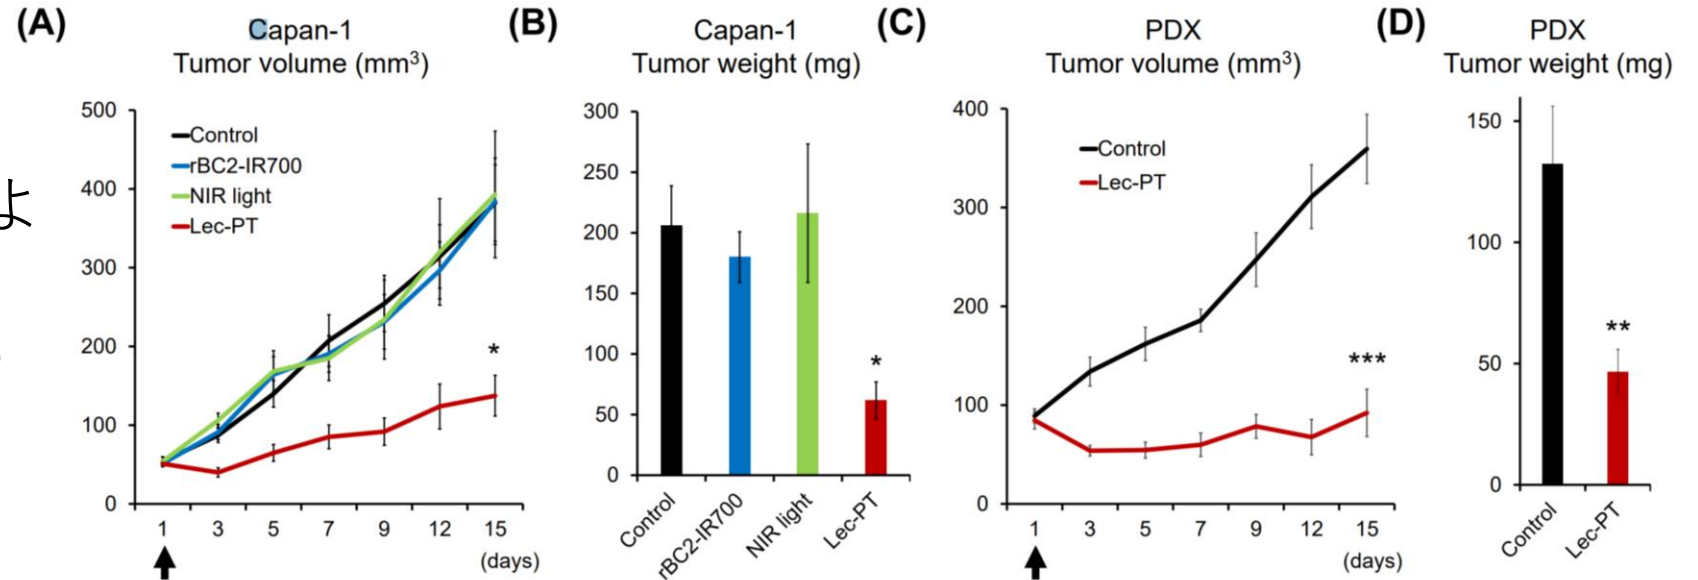 (A)
Capan-1
Tumor volume (mm³)
500
400
300
200
100
0
Control
rBC2-IR700
NIR light
Lec-PT
*
1 3 5 7 9 12 15
(days)
(B)
Capan-1
Tumor weight (mg)
300
250
200
150
100
50
0
*
Control
rBC2-IR700
NIR light
Lec-PT
(C)
PDX
Tumor volume (mm³)
400
300
200
100
0
Control
Lec-PT
***
1 3 5 7 9 12 15
(days)
(D)
PDX
Tumor weight (mg)
150
100
50
0
**
Control
Lec-PT
よ